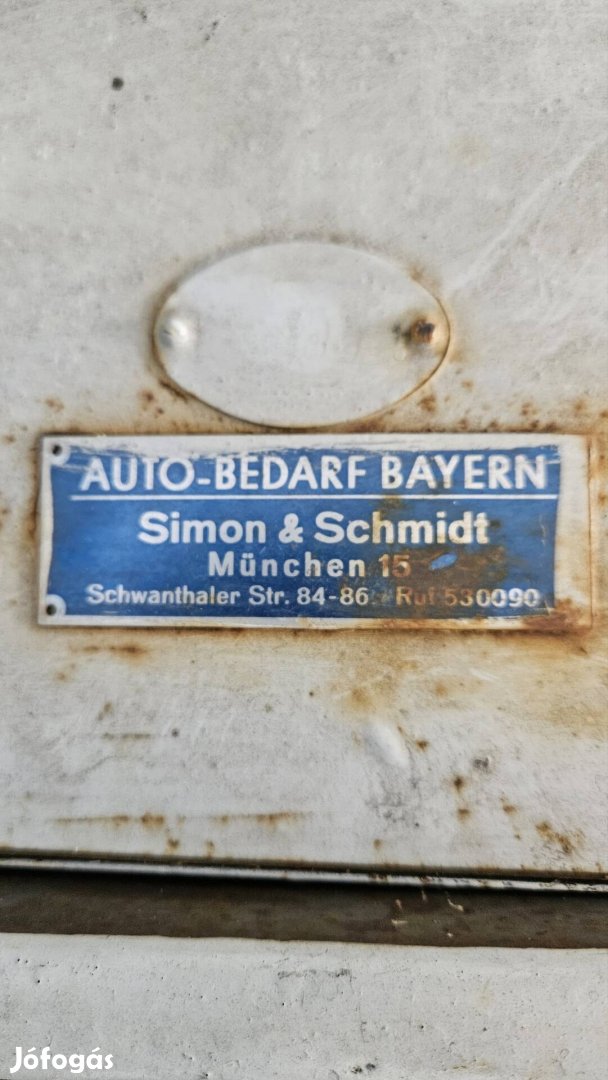 AUTO-BEDARF BAYERN
Simon & Schmidt
München 15
Schwanthaler Str. 84-86 Ruf 530090
Jófogás